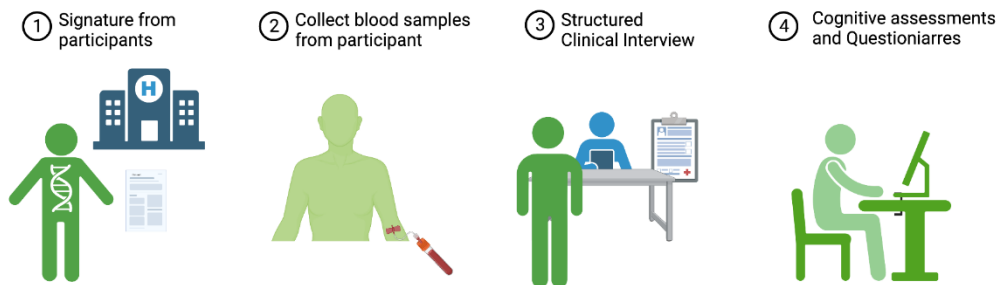 1 Signature from
participants
2 Collect blood samples
from participant
3 Structured
Clinical Interview
4 Cognitive assessments
and Questioniarres
H